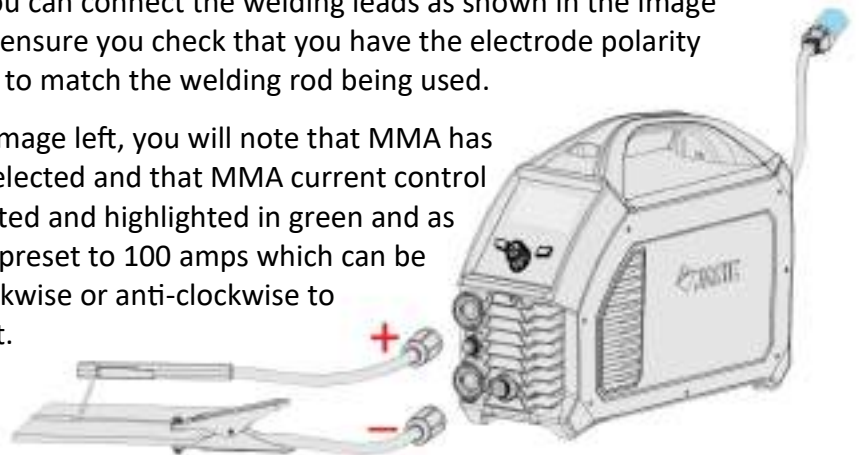 ou can connect the welding leads as shown in the image
ensure you check that you have the electrode polarity
to match the welding rod being used.
mage left, you will note that MMA has
elected and that MMA current control
ted and highlighted in green and as
preset to 100 amps which can be
kwise or anti-clockwise to
t.
+
−